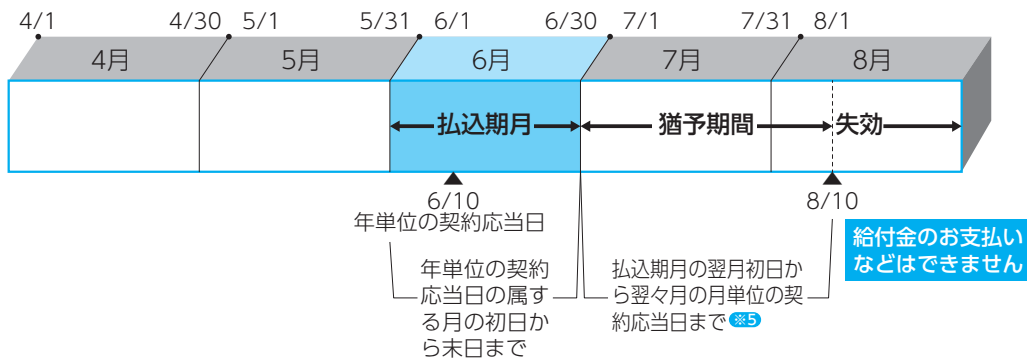 4/1 4/30 5/1 5/31 6/1 6/30 7/1 7/31 8/1
4月 5月 6月 7月 8月
払込期月 猶予期間 失効
6/10 8/10
年単位の契約応当日
給付金のお支払い
などはできません
年単位の契約
応当日の属す
る月の初日か
ら末日まで
払込期月の翌月初日か
ら翌々月の月単位の契
約応当日まで※5